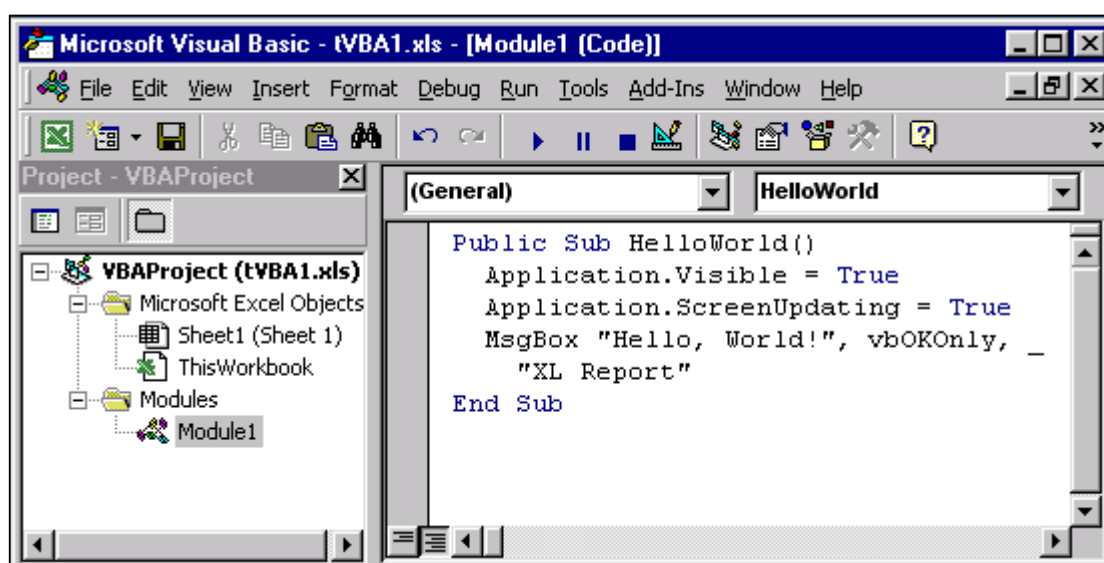 Microsoft Visual Basic - tVBA1.xls - [Module1 (Code)]
File Edit View Insert Format Debug Run Tools Add-Ins Window Help
Project - VBAProject
(General) HelloWorld
VBAProject (tVBA1.xls)
Microsoft Excel Objects
Sheet1 (Sheet 1)
ThisWorkbook
Modules
Module1
Public Sub HelloWorld()
Application.Visible = True
Application.ScreenUpdating = True
MsgBox "Hello, World!", vbOKOnly, _
"XL Report"
End Sub